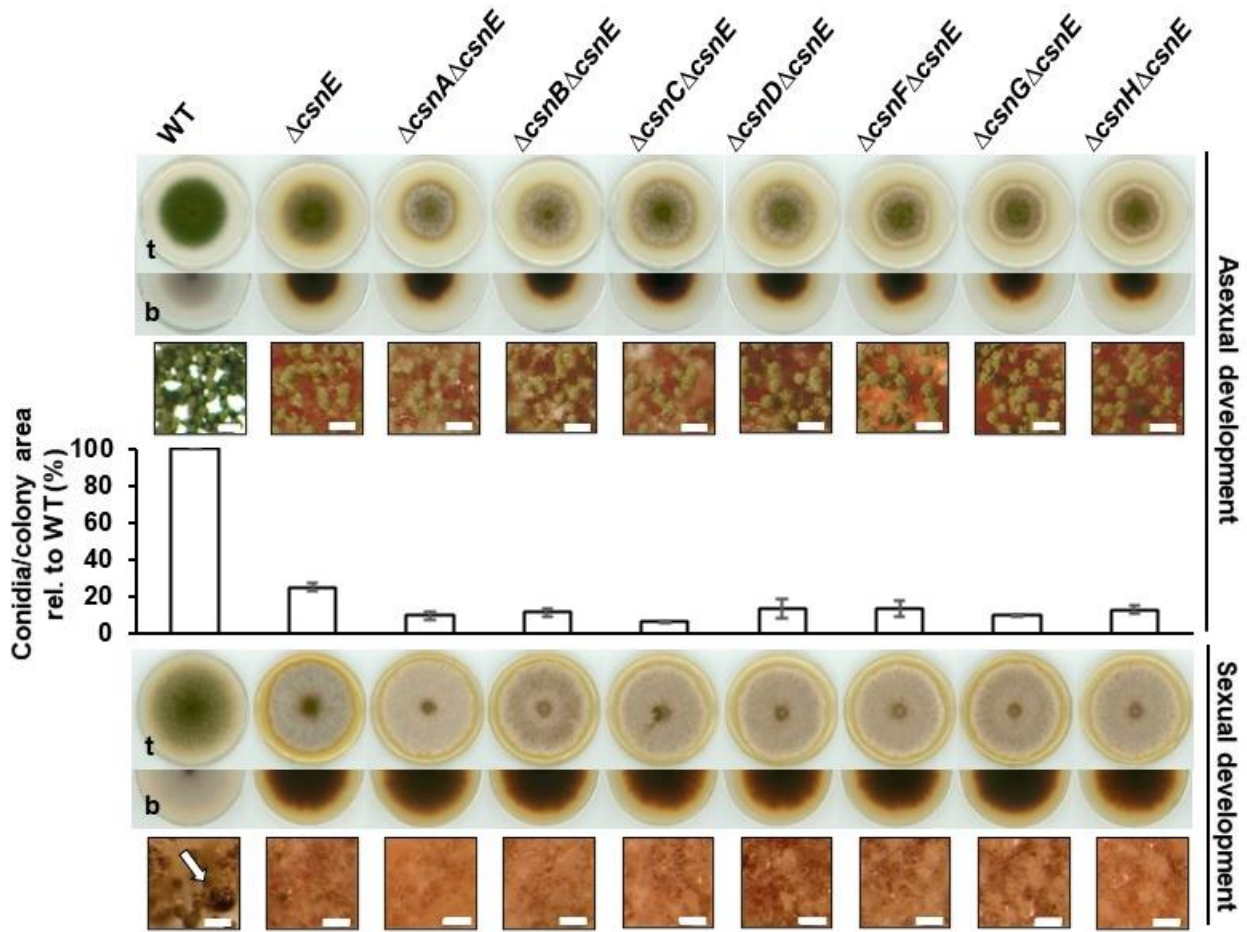 WT
ΔcsnE
ΔcsnAΔcsnE
ΔcsnBΔcsnE
ΔcsnCΔcsnE
ΔcsnDΔcsnE
ΔcsnFΔcsnE
ΔcsnGΔcsnE
ΔcsnHΔcsnE
t
b
Asexual development
Conidia/colony area
rel. to WT (%)
100
80
60
40
20
0
t
b
Sexual development